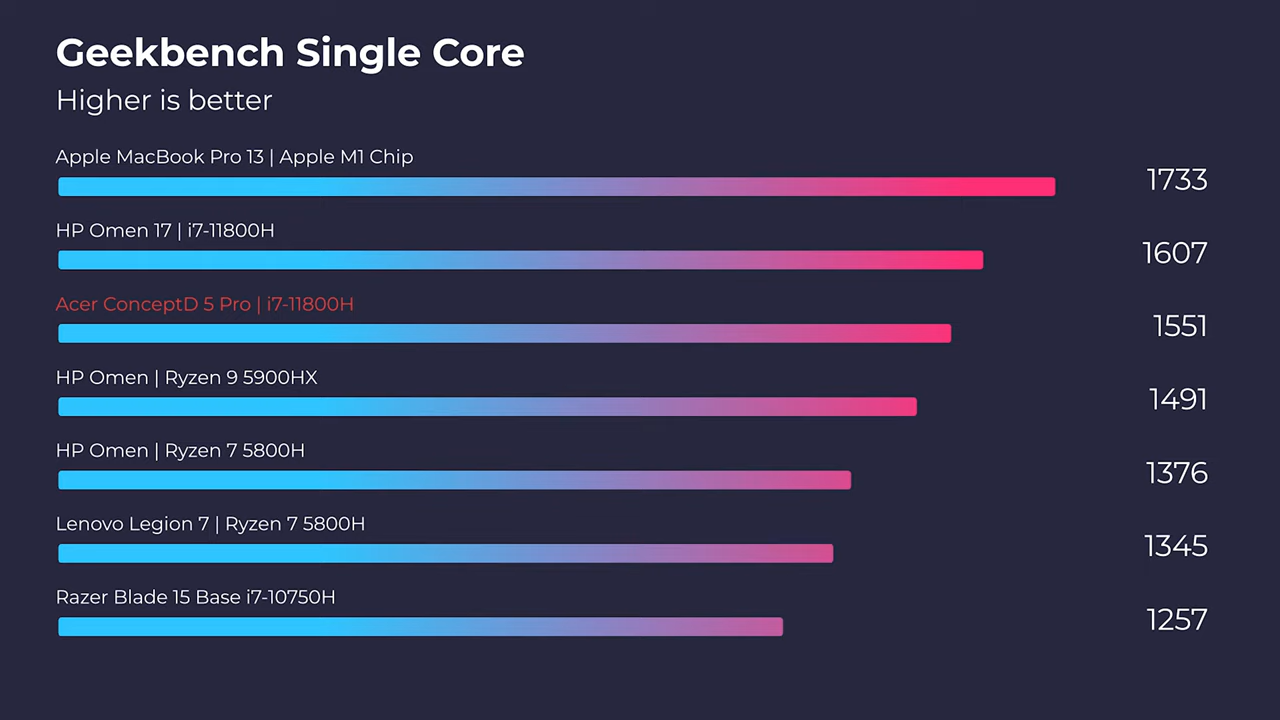 Geekbench Single Core
Higher is better
Apple MacBook Pro 13 | Apple M1 Chip
1733
HP Omen 17 | i7-11800H
1607
Acer ConceptD 5 Pro | i7-11800H
1551
HP Omen | Ryzen 9 5900HX
1491
HP Omen | Ryzen 7 5800H
1376
Lenovo Legion 7 | Ryzen 7 5800H
1345
Razer Blade 15 Base i7-10750H
1257